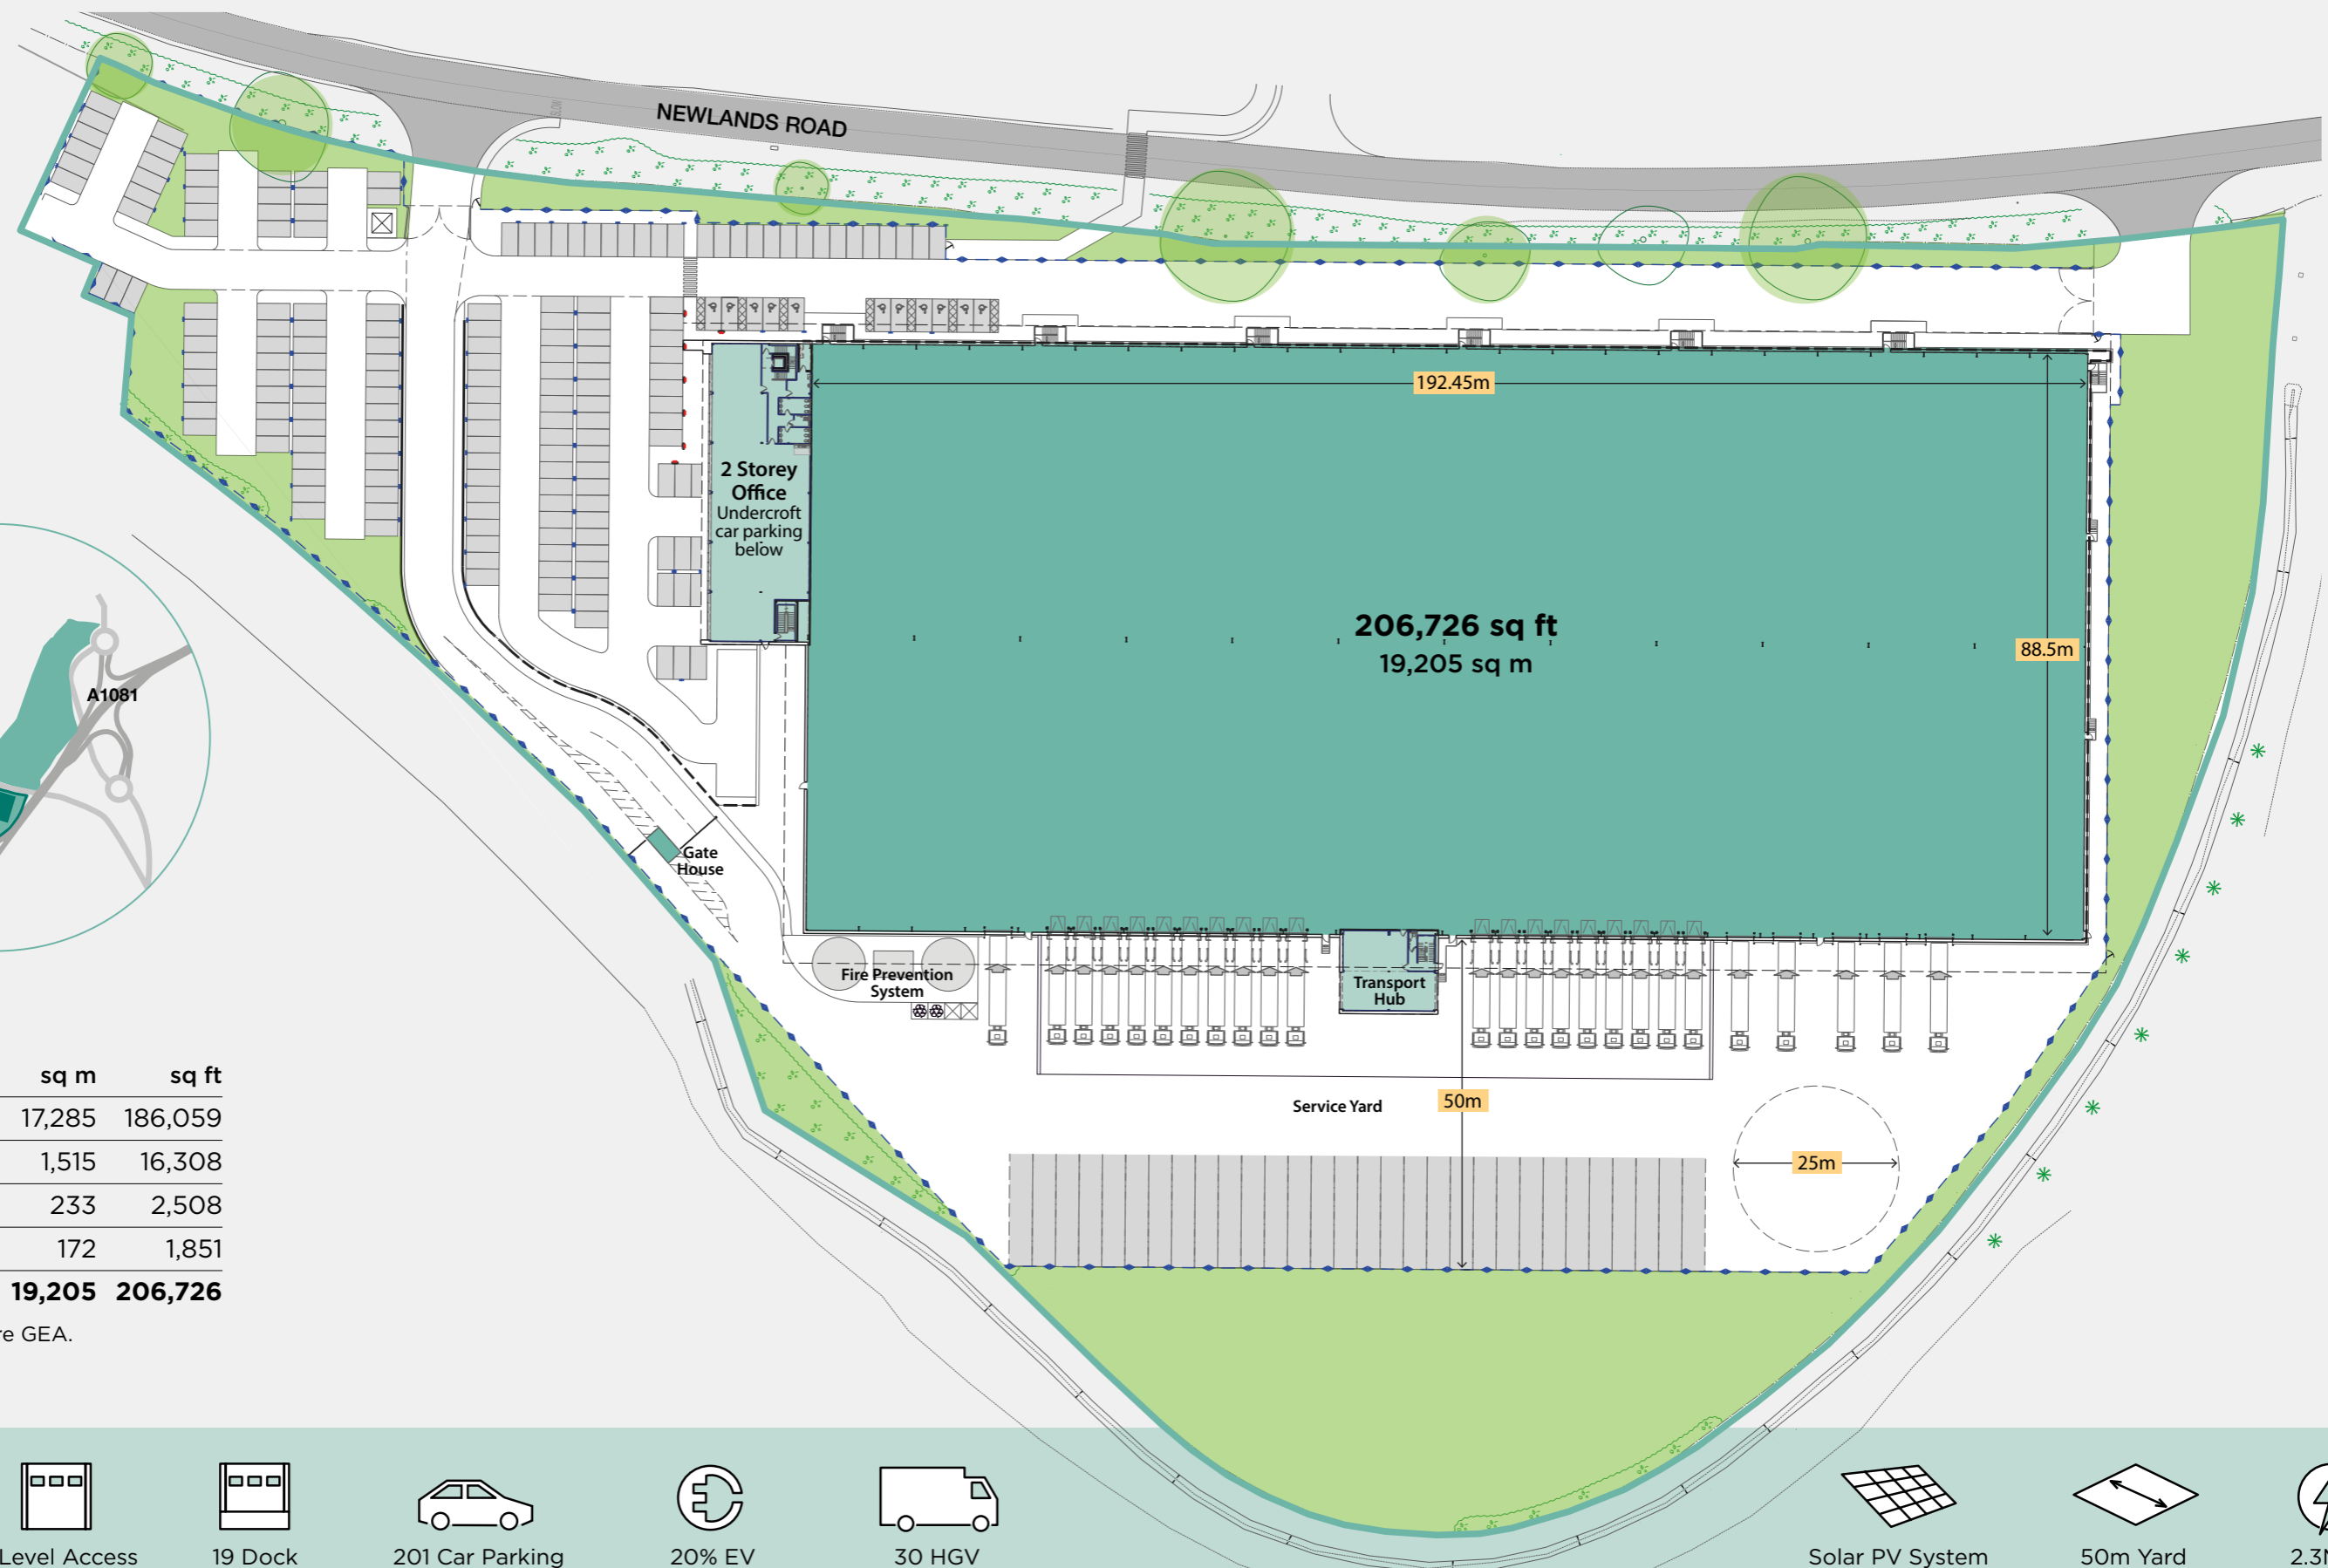 NEWLANDS ROAD
192.45m
2 Storey
Office
Undercroft
car parking
below
206,726 sq ft
19,205 sq m
88.5m
A1081
Gate
House
Fire Prevention
System
Transport
Hub
Service Yard
50m
25m
sq m sq ft
17,285 186,059
1,515 16,308
233 2,508
172 1,851
19,205 206,726
GEA.
Level Access
19 Dock
201 Car Parking
20% EV
30 HGV
Solar PV System
50m Yard